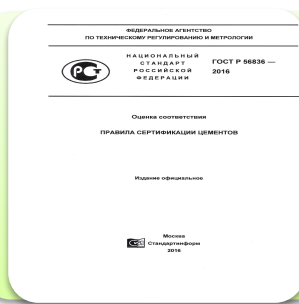 ФЕДЕРАЛЬНОЕ АГЕНТСТВО
ПО ТЕХНИЧЕСКОМУ РЕГУЛИРОВАНИЮ И МЕТРОЛОГИИ
НАЦИОНАЛЬНЫЙ
СТАНДАРТ
РОССИЙСКОЙ
ФЕДЕРАЦИИ
ГОСТ Р 56836 —
2016
Оценка соответствия
ПРАВИЛА СЕРТИФИКАЦИИ ЦЕМЕНТОВ
Издание официальное
Москва
Стандартинформ
2016